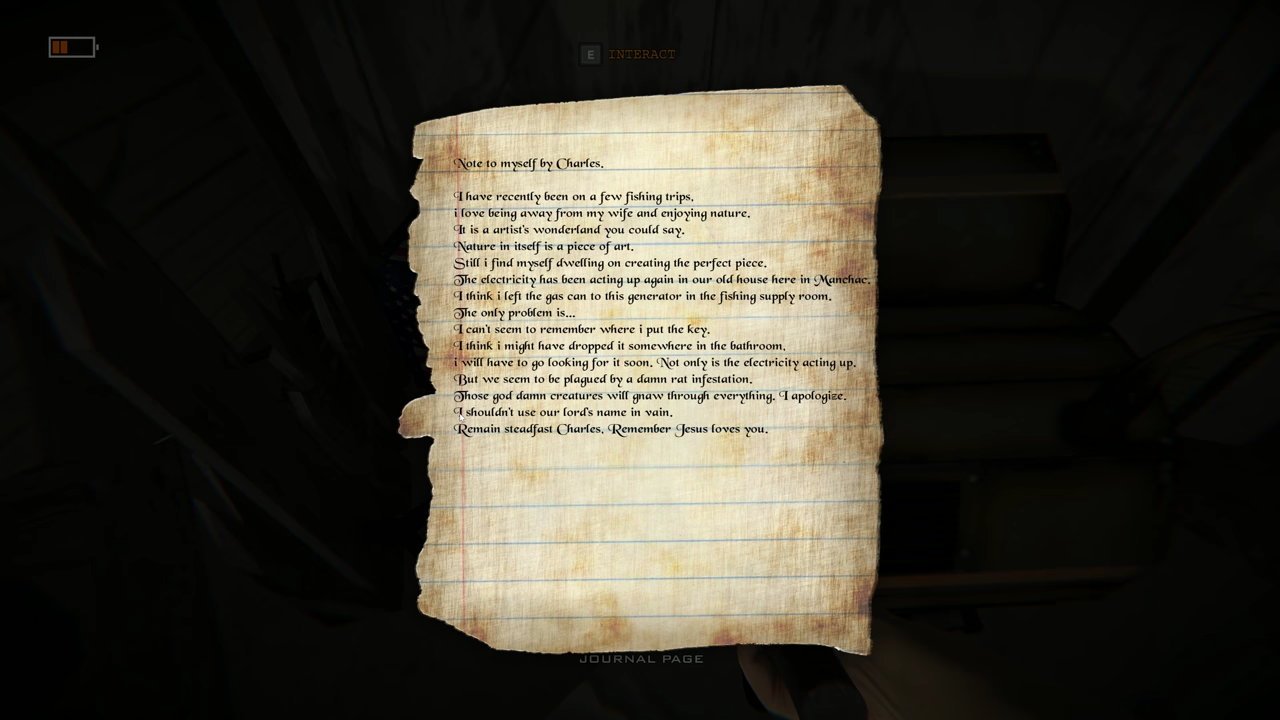 E INTERACT
Note to myself by Charles.
I have recently been on a few fishing trips.
i love being away from my wife and enjoying nature.
It is a artist's wonderland you could say.
Nature in itself is a piece of art.
Still i find myself dwelling on creating the perfect piece.
The electricity has been acting up again in our old house here in Manchac.
I think i left the gas can to this generator in the fishing supply room.
The only problem is...
I can't seem to remember where i put the key.
I think i might have dropped it somewhere in the bathroom.
i will have to go looking for it soon. Not only is the electricity acting up.
But we seem to be plagued by a damn rat infestation.
Those god damn creatures will gnaw through everything. I apologize.
I shouldn't use our lord's name in vain.
Remain steadfast Charles. Remember Jesus loves you.
JOURNAL PAGE